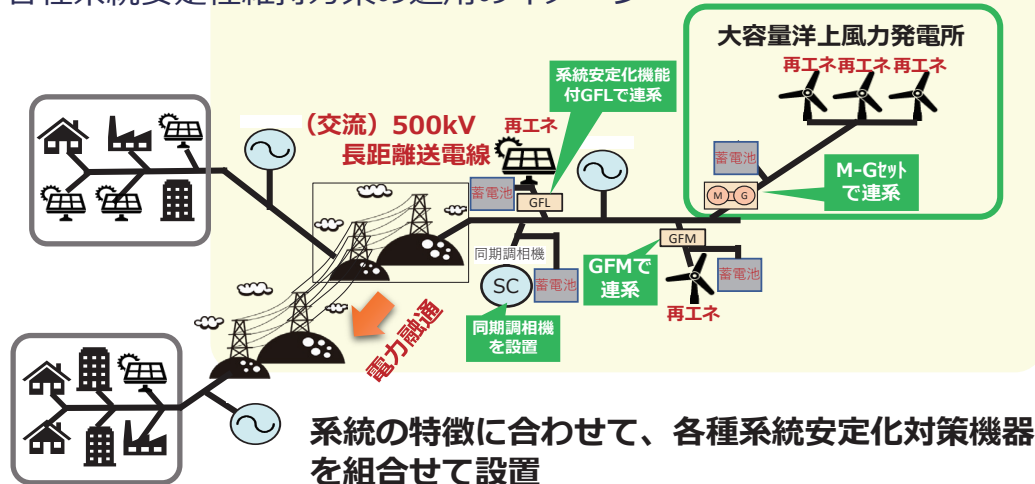 大容量洋上風力発電所
再エネ再エネ再エネ
系統安定化機能
付GFLで連系
(交流)500kV
長距離送電線
再エネ
蓄電池
GFL
蓄電池
M
G
M-Gセット
で連系
同期調相機
SC
蓄電池
同期調相機
を設置
GFM
GFMで
連系
蓄電池
再エネ
電力融通
系統の特徴に合わせて、各種系統安定化対策機器
を組合せて設置